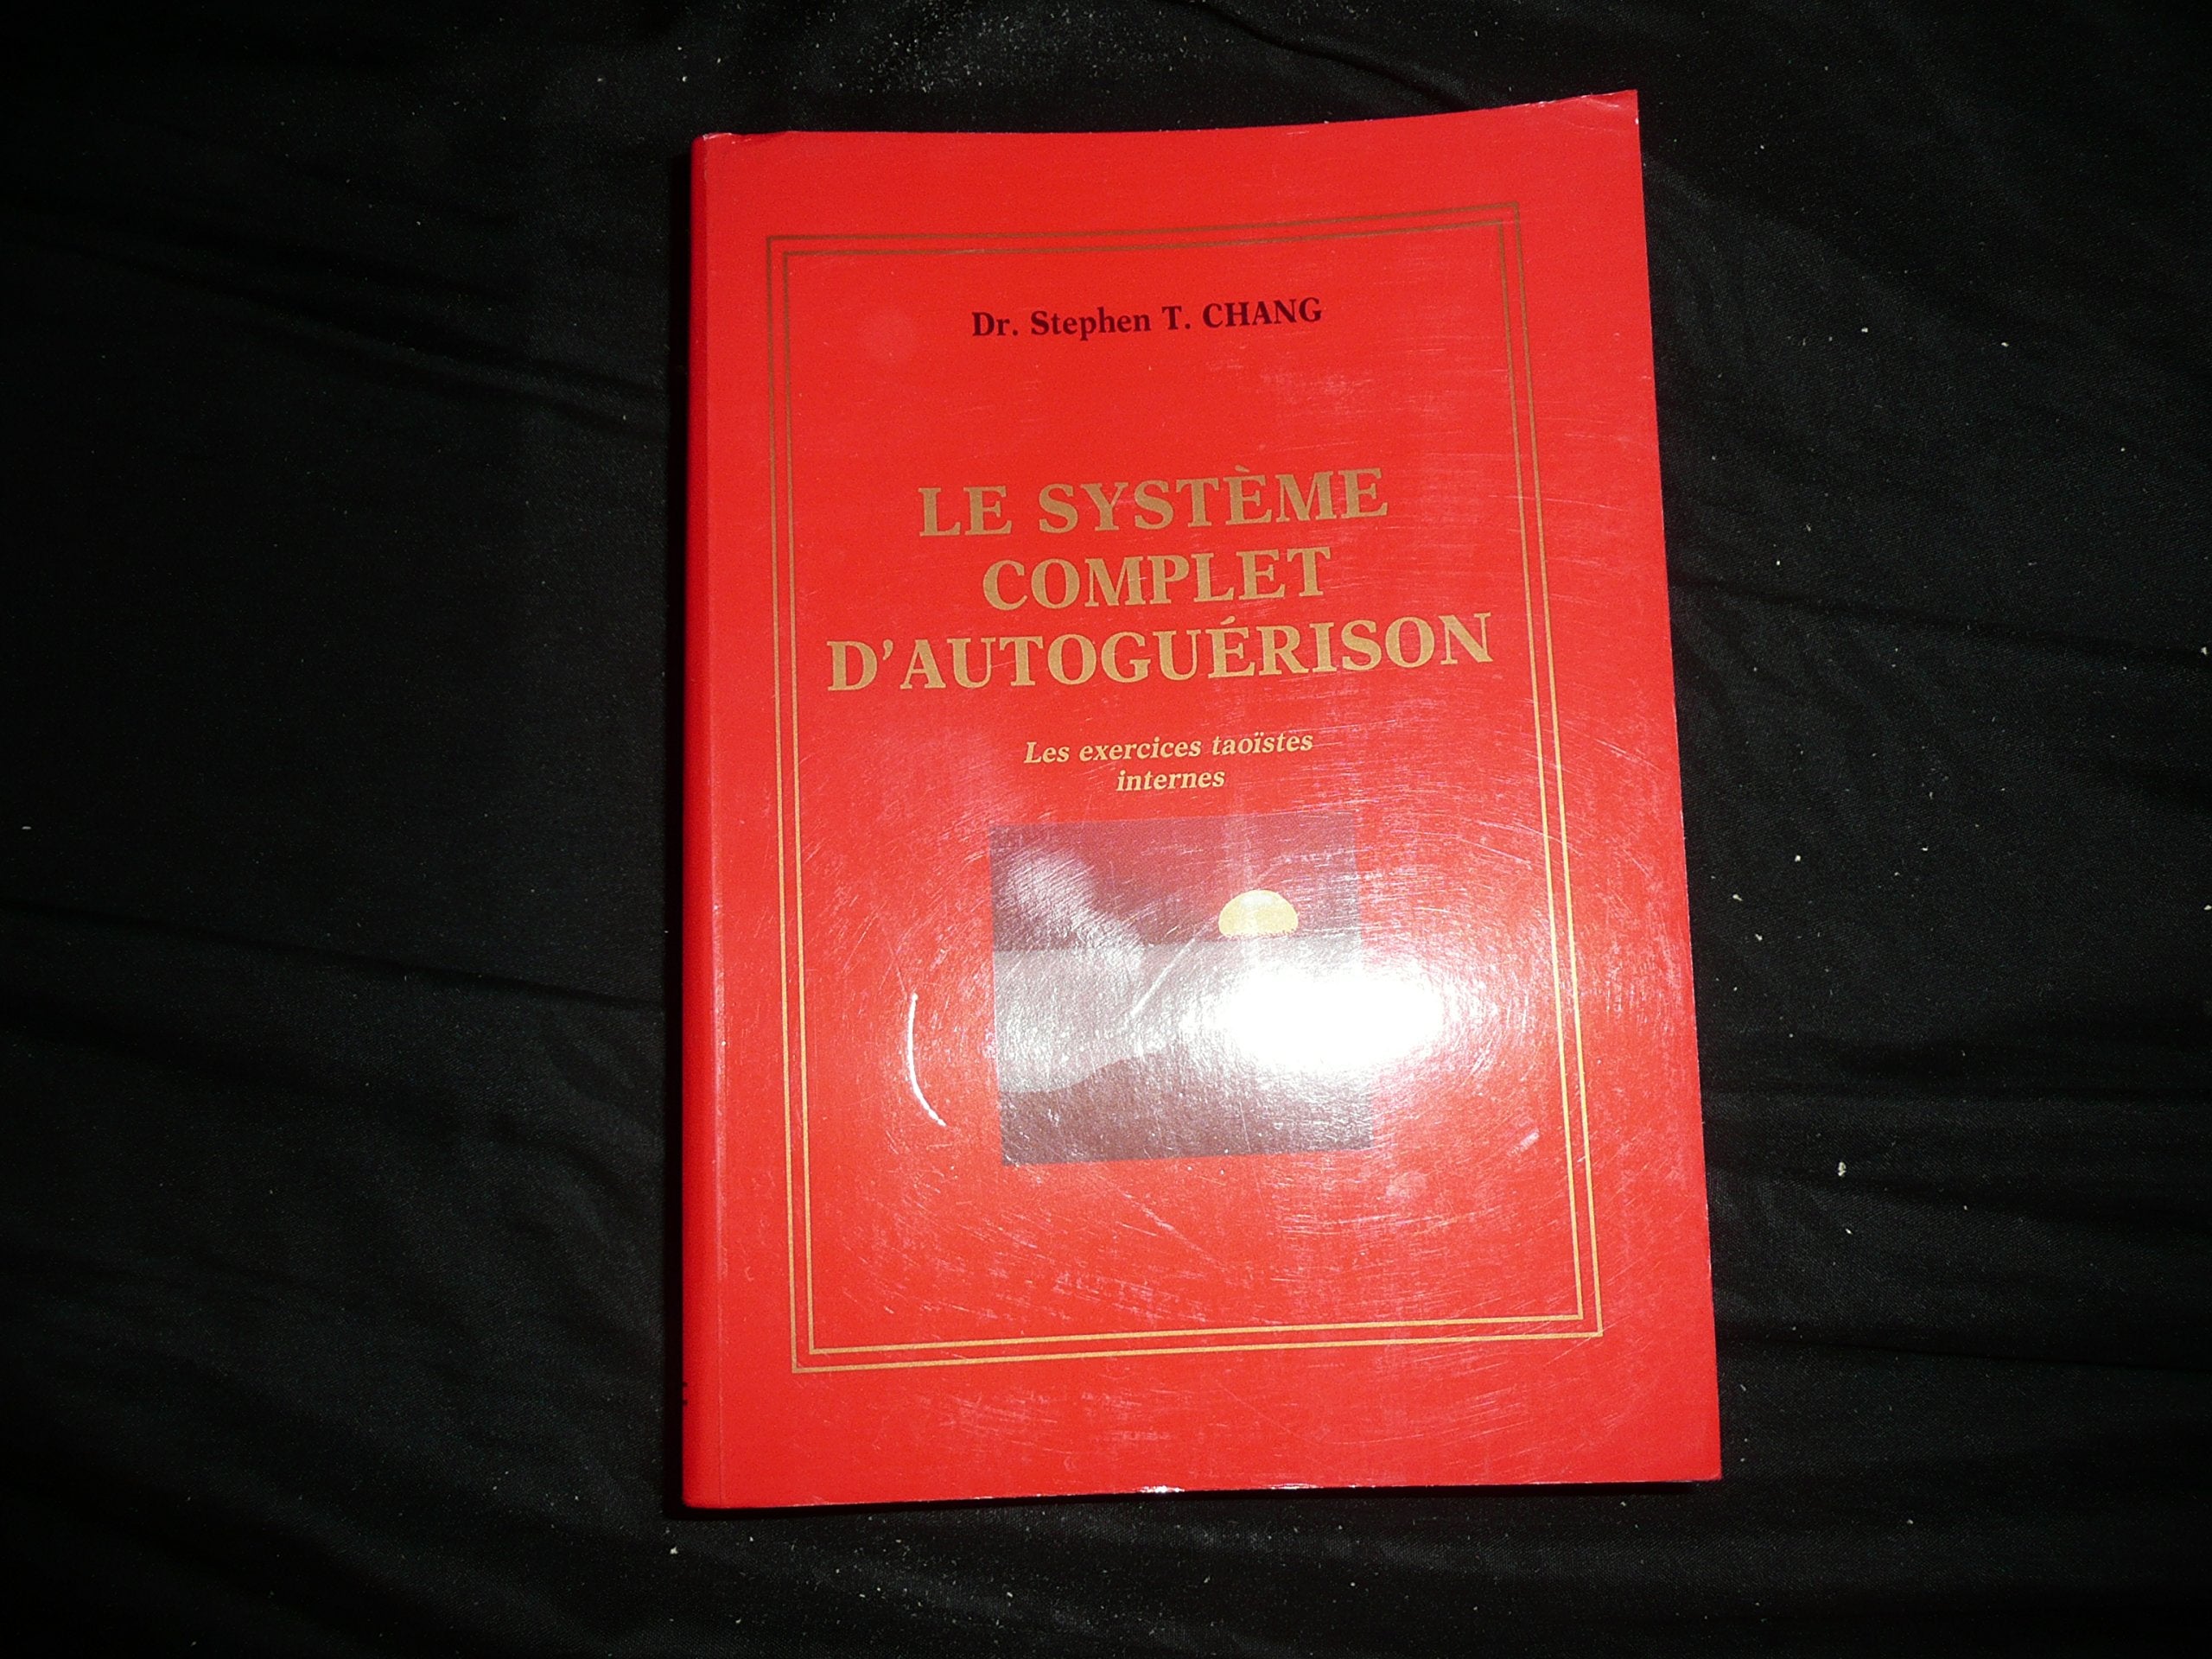 Dr. Stephen T. CHANG
LE SYSTÈME
COMPLET
D'AUTOGUÉRISON
Les exercices taoïstes
internes